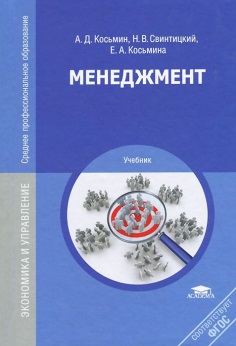 А. Д. Косьмин, Н. В. Свинтицкий,
Е. А. Косьмина
МЕНЕДЖМЕНТ
Учебник
Среднее профессиональное образование
ЭКОНОМИКА И УПРАВЛЕНИЕ
ACADEMA
соответствует
ФГОС